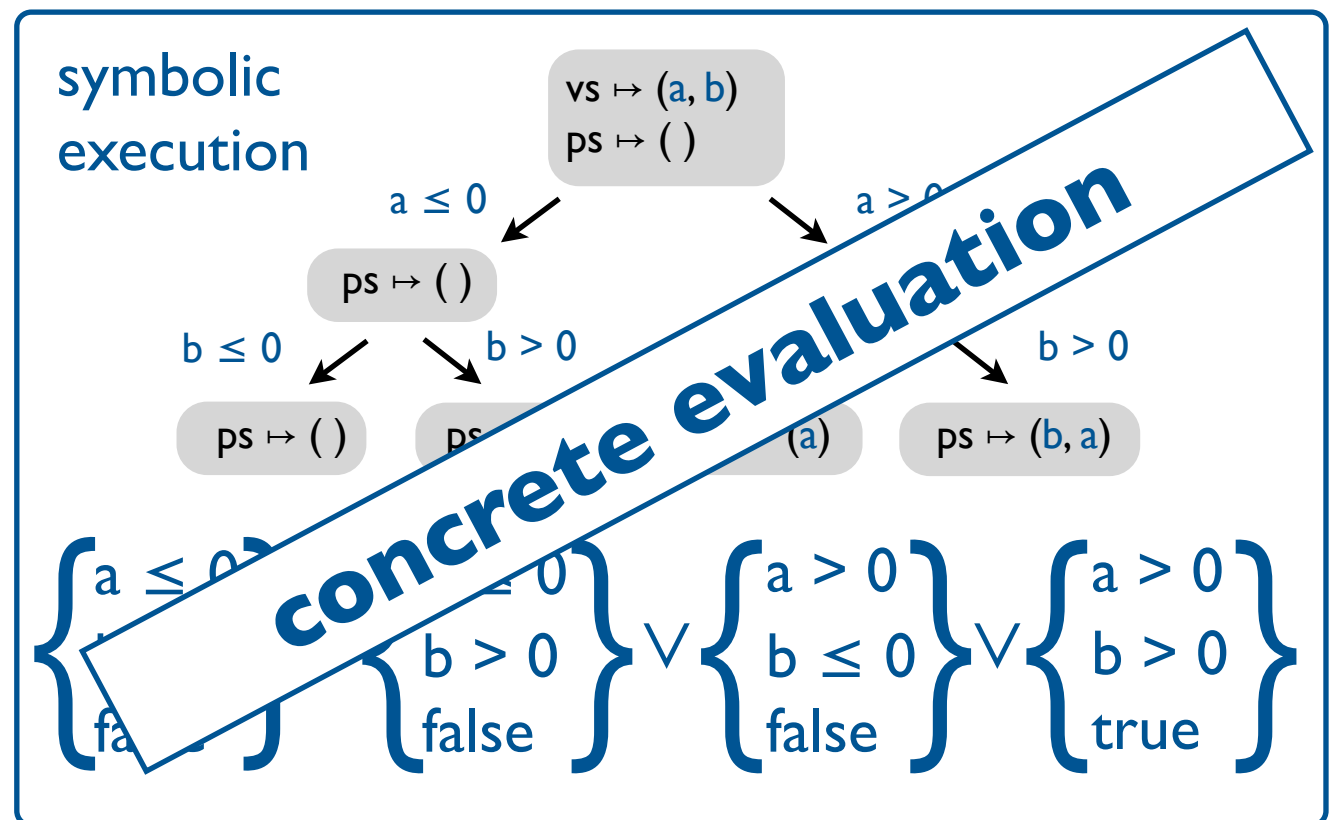 symbolic
execution
vs ↦ (a, b)
ps ↦ ( )
a ≤ 0
a > 0
ps ↦ ( )
b ≤ 0
b > 0
b > 0
ps ↦ ( )
ps
(a)
ps ↦ (b, a)
concrete evaluation
{ a ≤ 0 } { ≤ 0 } ∨ { a > 0 } ∨ { a > 0 }
b > 0 b ≤ 0 b > 0
false false true